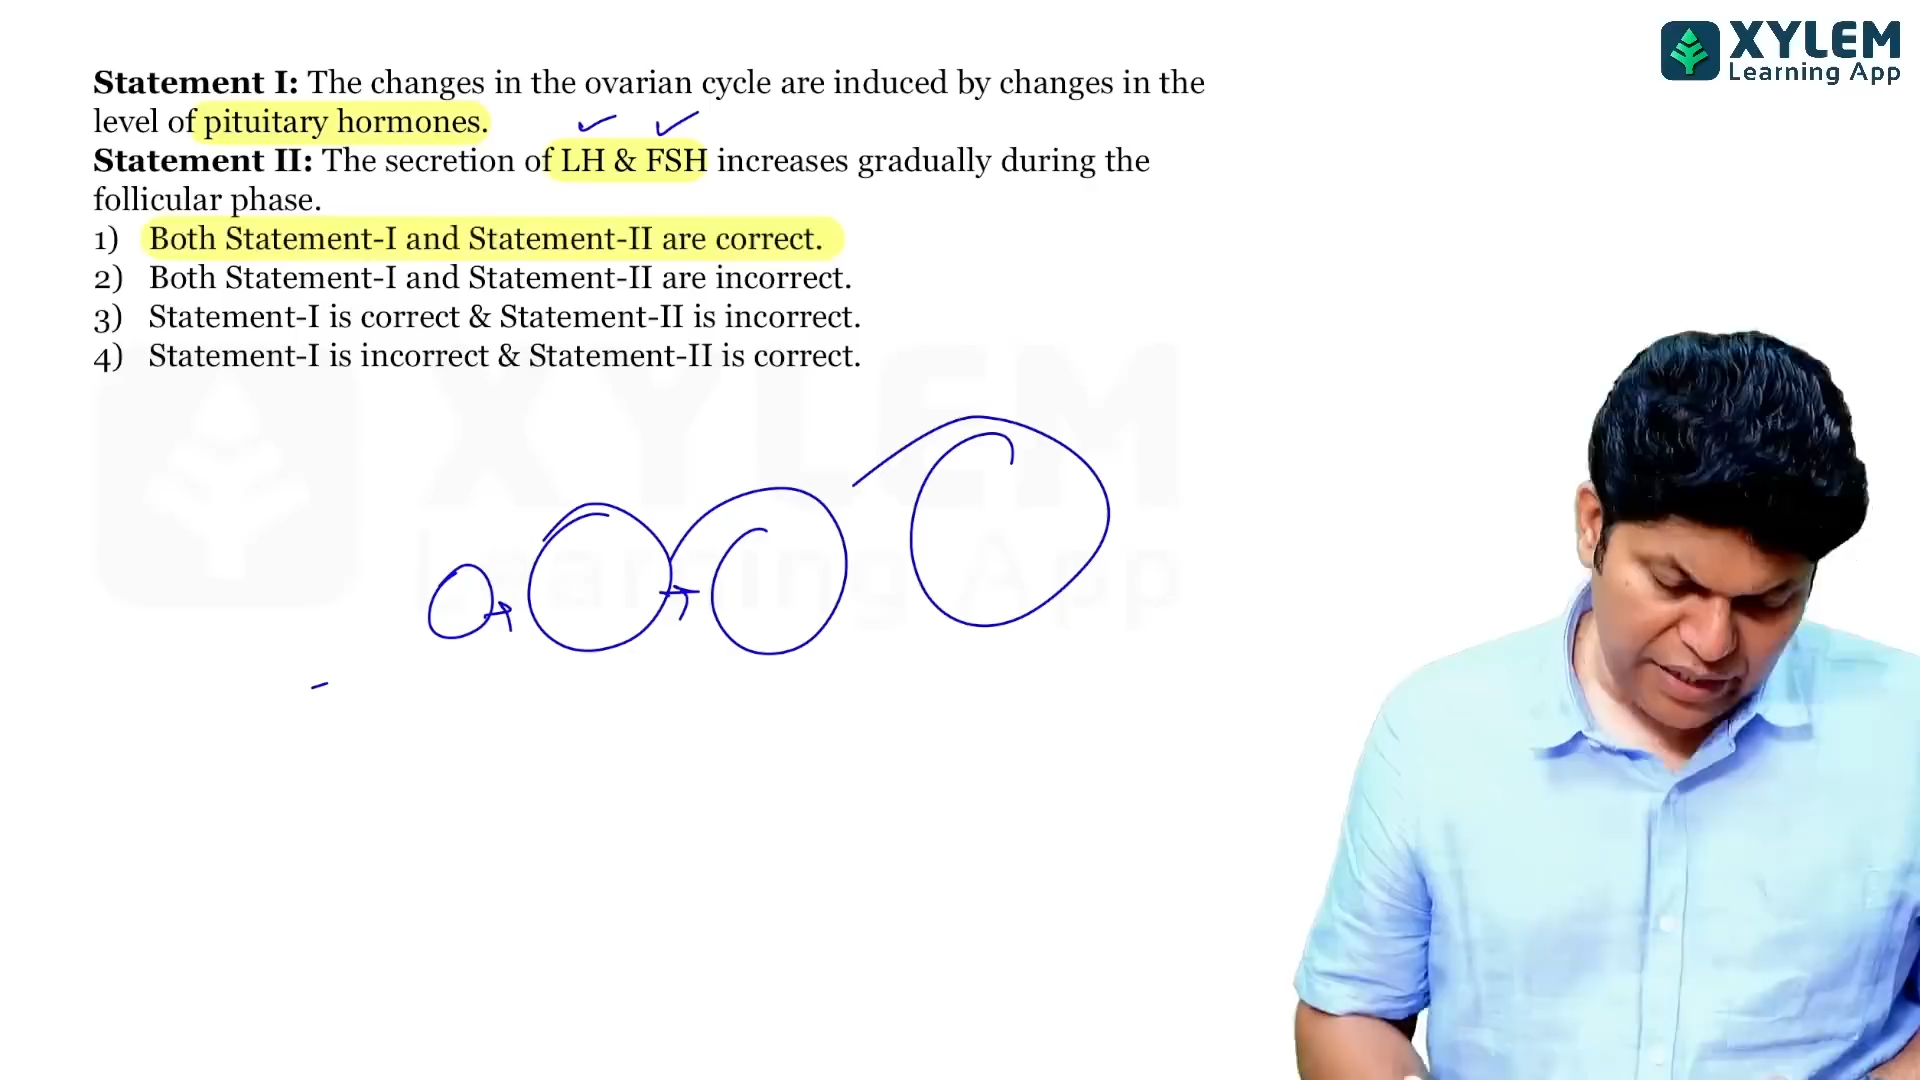 XYLEM
Learning App
Statement I: The changes in the ovarian cycle are induced by changes in the
level of pituitary hormones.
Statement II: The secretion of LH & FSH increases gradually during the
follicular phase.
1) Both Statement-I and Statement-II are correct.
2) Both Statement-I and Statement-II are incorrect.
3) Statement-I is correct & Statement-II is incorrect.
4) Statement-I is incorrect & Statement-II is correct.
XYLEM
Learning App